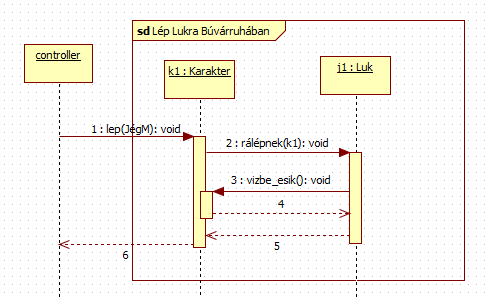 sd Lép Lukra Búvárruhában
controller
k1 : Karakter
j1 : Luk
1 : lep(JégM): void
2 : rálépnek(k1): void
3 : vizbe_esik(): void
4
5
6